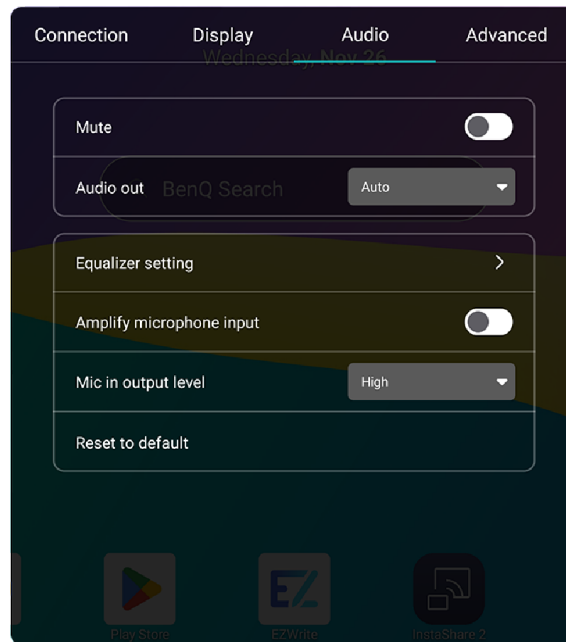 Connection Display Audio Advanced
Wednesday, Nov 26
Mute
Audio out
BenQ Search
Auto
Equalizer setting
Amplify microphone input
Mic in output level
High
Reset to default
Play Store
EZWrite
InstaShare 2